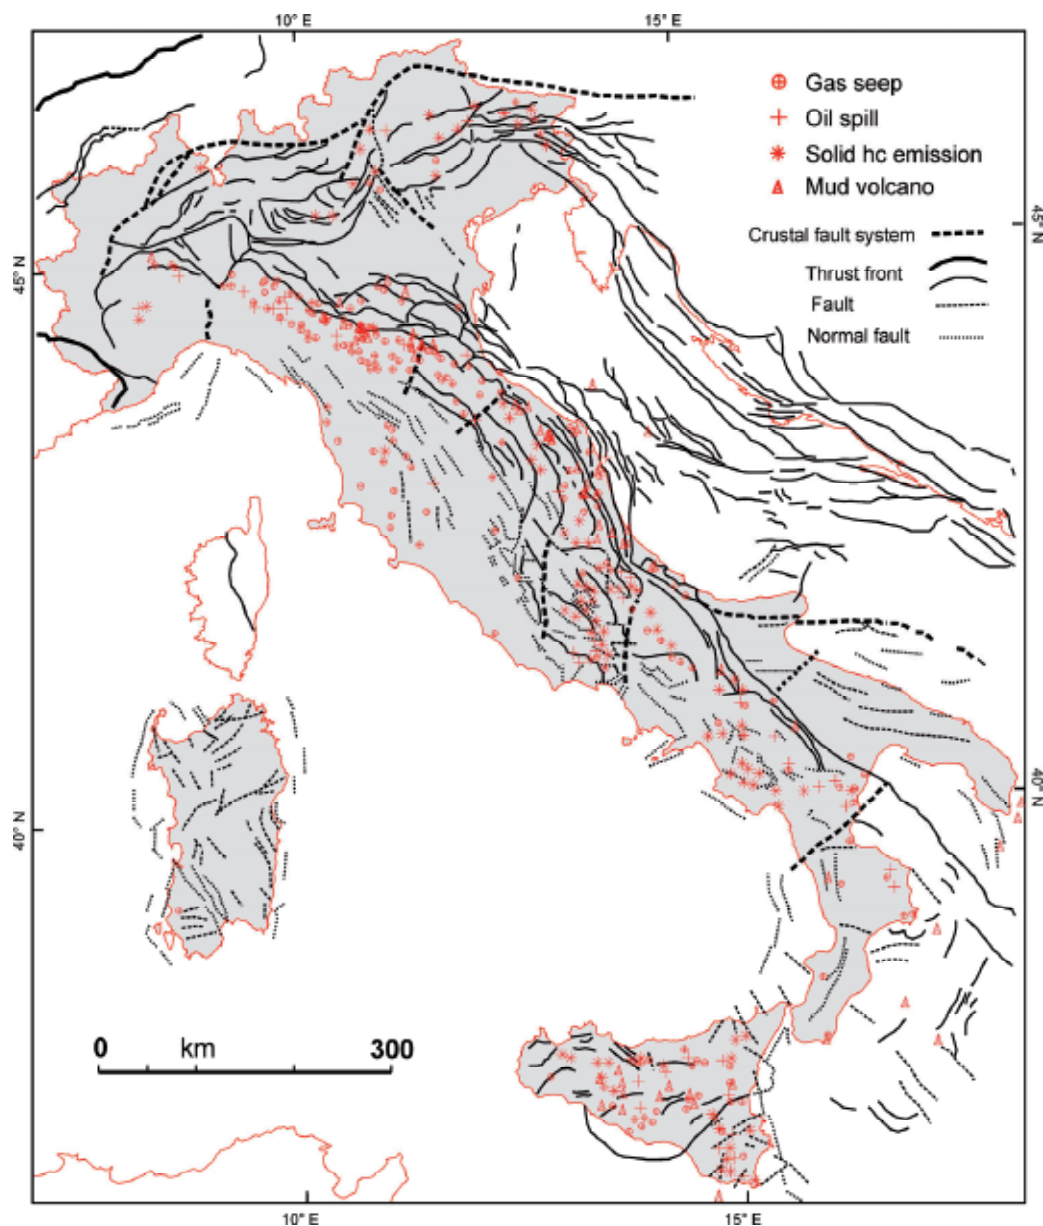 10° E
15° E
Gas seep
Oil spill
Solid hc emission
Mud volcano
45° N
Crustal fault system
45° N
Thrust front
Fault
Normal fault
40° N
40° N
0 km 300
10° E
15° E